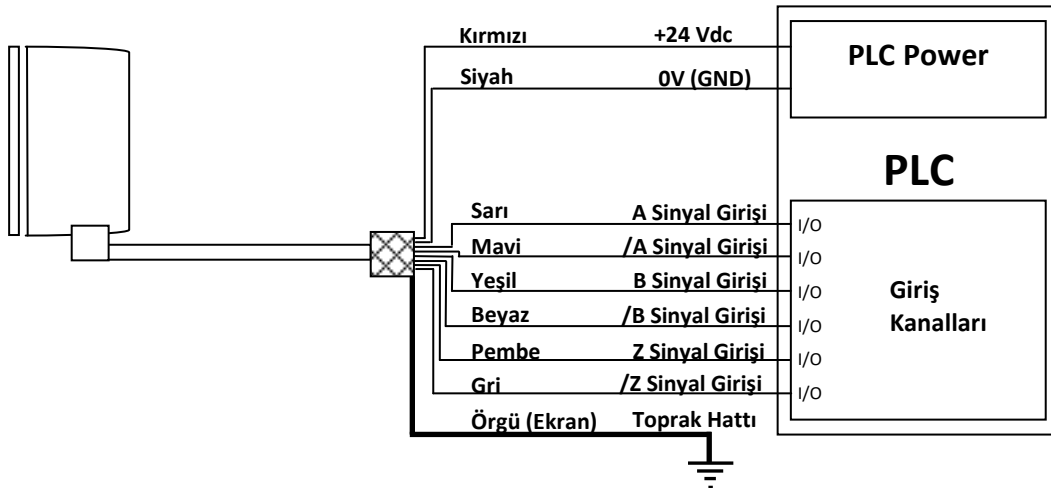 Kırmızı +24 Vdc
Siyah 0V (GND)
PLC Power
PLC
Sarı A Sinyal Girişi I/O
Mavi /A Sinyal Girişi I/O
Yeşil B Sinyal Girişi I/O
Beyaz /B Sinyal Girişi I/O
Pembe Z Sinyal Girişi I/O
Gri /Z Sinyal Girişi I/O
Giriş
Kanalları
Örgü (Ekran) Toprak Hattı